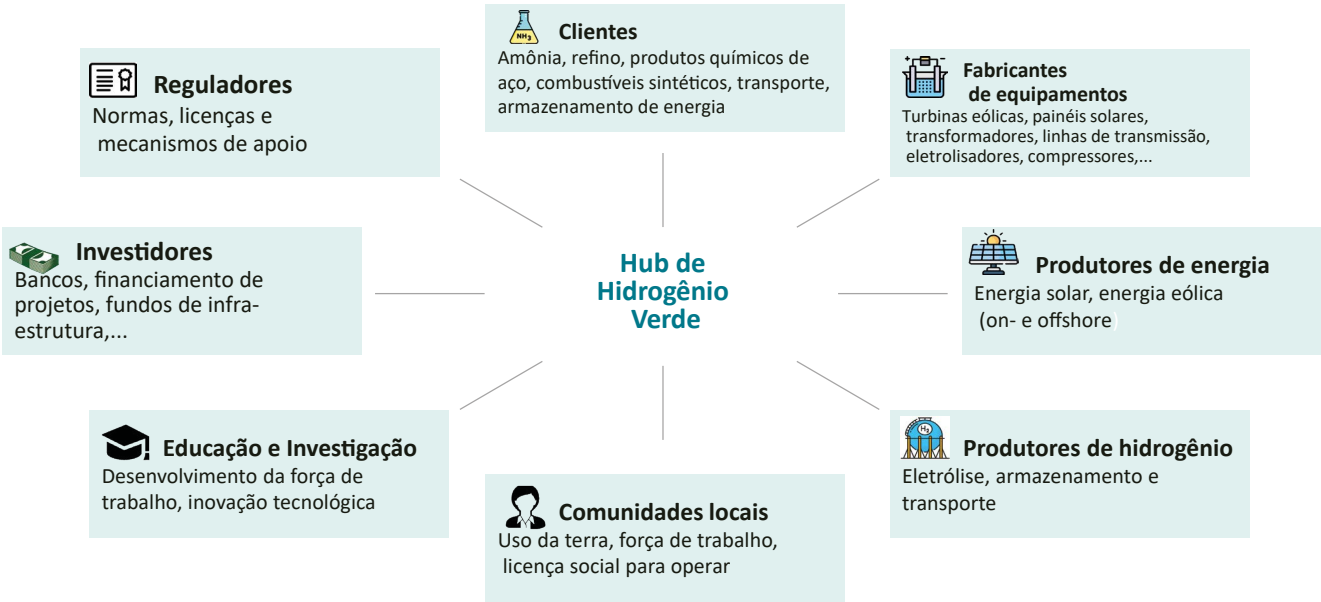 Clientes
NH₃
Amônia, refino, produtos químicos de
aço, combustíveis sintéticos, transporte,
armazenamento de energia
Reguladores
Normas, licenças e
mecanismos de apoio
Fabricantes
de equipamentos
Turbinas eólicas, painéis solares,
transformadores, linhas de transmissão,
eletrolisadores, compressores,...
Investidores
Bancos, financiamento de
projetos, fundos de infra-
estrutura,...
Hub de
Hidrogênio
Verde
Produtores de energia
Energia solar, energia eólica
(on- e offshore)
Educação e Investigação
Desenvolvimento da força de
trabalho, inovação tecnológica
Comunidades locais
Uso da terra, força de trabalho,
licença social para operar
H₂
Produtores de hidrogênio
Eletrólise, armazenamento e
transporte